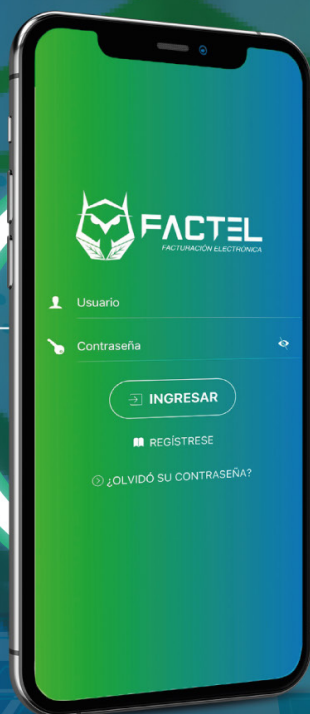 FACTEL
FACTURACIÓN ELECTRÓNICA
Usuario
Contraseña
INGRESAR
REGÍSTRESE
¿OLVIDÓ SU CONTRASEÑA?